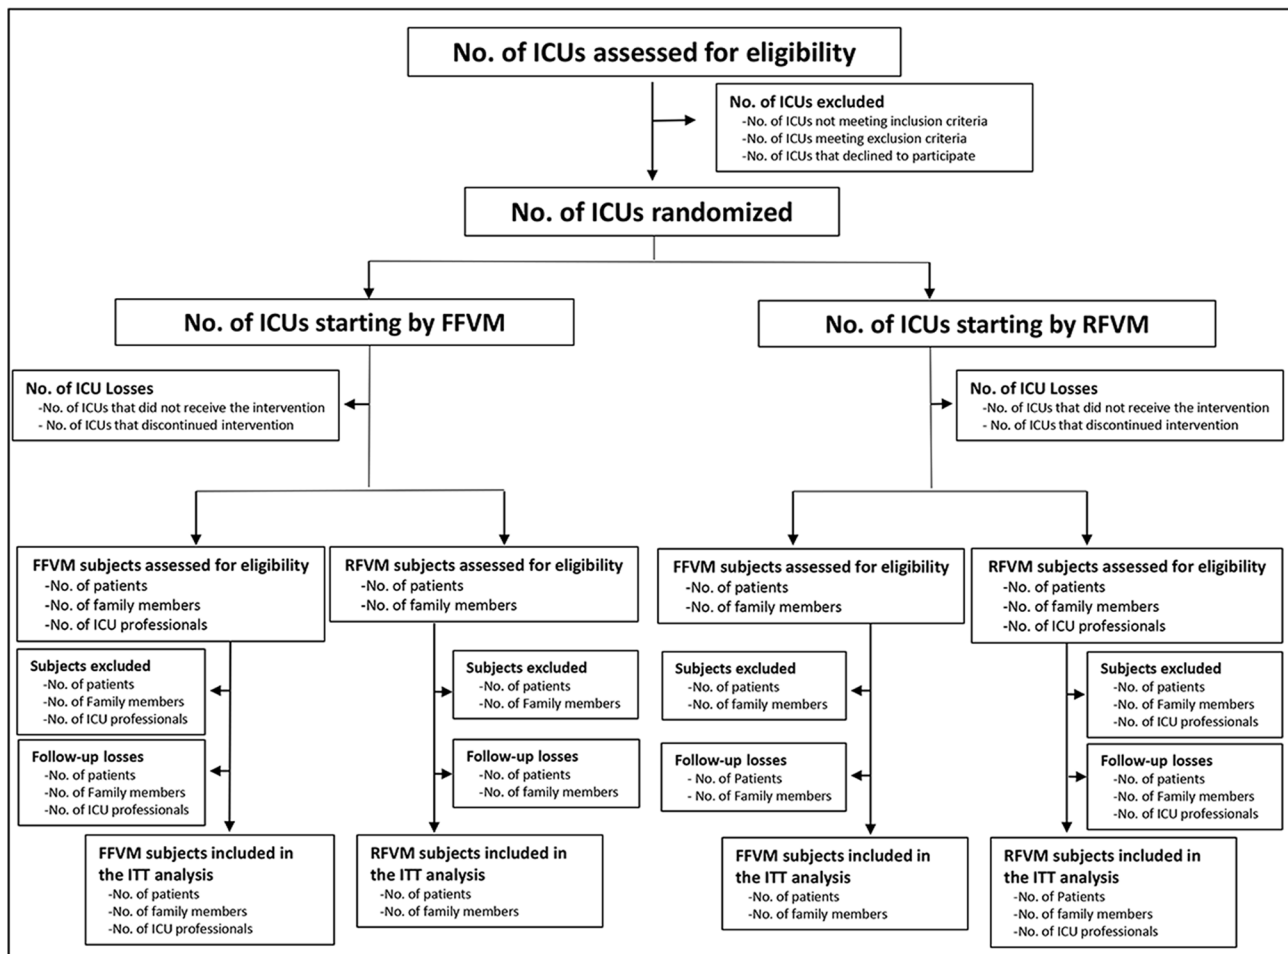 No. of ICUs assessed for eligibility
No. of ICUs excluded
-No. of ICUs not meeting inclusion criteria
-No. of ICUs meeting exclusion criteria
-No. of ICUs that declined to participate
No. of ICUs randomized
No. of ICUs starting by FFVM
No. of ICUs starting by RFVM
No. of ICU Losses
-No. of ICUs that did not receive the intervention
- No. of ICUs that discontinued intervention
No. of ICU Losses
-No. of ICUs that did not receive the intervention
- No. of ICUs that discontinued intervention
FFVM subjects assessed for eligibility
-No. of patients
-No. of family members
-No. of ICU professionals
RFVM subjects assessed for eligibility
-No. of patients
-No. of family members
FFVM subjects assessed for eligibility
-No. of patients
-No. of family members
RFVM subjects assessed for eligibility
-No. of patients
-No. of family members
-No. of ICU professionals
Subjects excluded
-No. of patients
-No. of Family members
-No. of ICU professionals
Subjects excluded
-No. of patients
-No. of Family members
Subjects excluded
-No. of patients
-No. of family members
Subjects excluded
-No. of patients
-No. of Family members
-No. of ICU professionals
Follow-up losses
-No. of patients
-No. of Family members
-No. of ICU professionals
Follow-up losses
-No. of patients
-No. of family members
Follow-up losses
- No. of Patients
- No. of Family members
Follow-up losses
-No. of patients
-No. of Family members
-No. of ICU professionals
FFVM subjects included in
the ITT analysis
-No. of patients
-No. of family members
-No. of ICU professionals
RFVM subjects included in
the ITT analysis
-No. of patients
-No. of family members
FFVM subjects included in
the ITT analysis
-No. of patients
-No. of family members
RFVM subjects included in
the ITT analysis
-No. of Patients
-No. of family members
-No. of ICU professionals